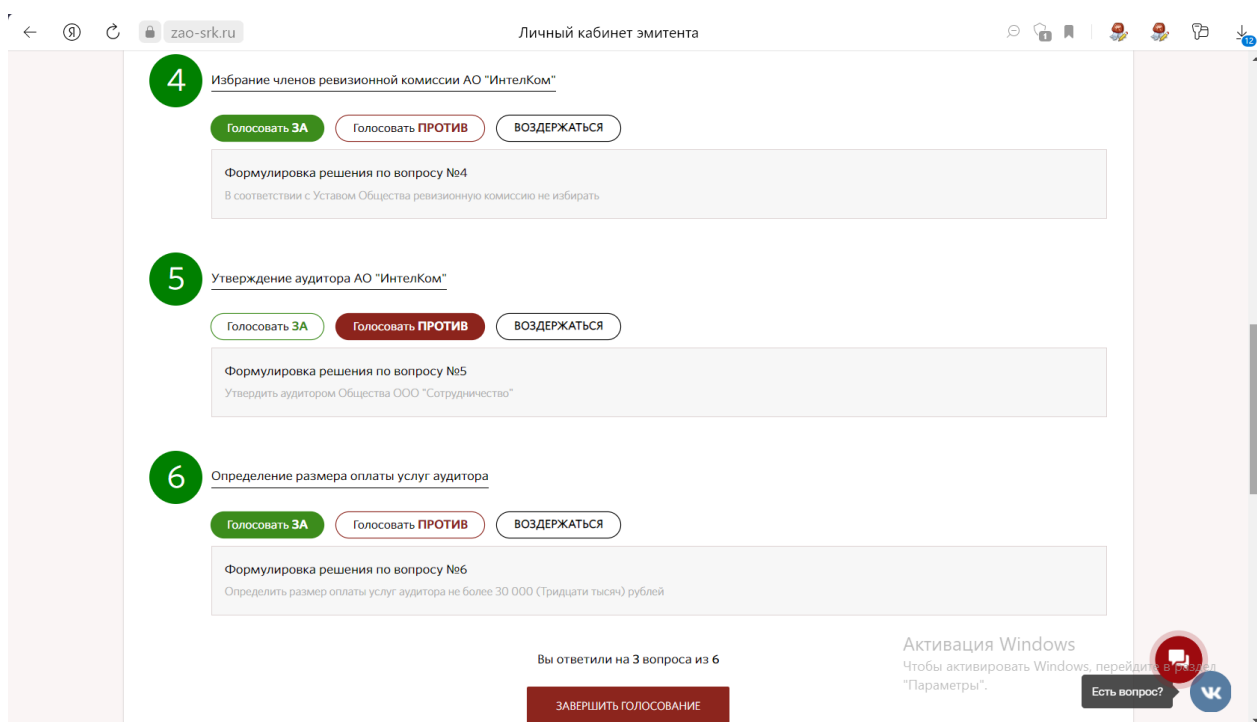 Я
zao-srk.ru
Личный кабинет эмитента
1
12
4
Избрание членов ревизионной комиссии АО "ИнтелКом"
Голосовать ЗА
Голосовать ПРОТИВ
ВОЗДЕРЖАТЬСЯ
Формулировка решения по вопросу №4
В соответствии с Уставом Общества ревизионную комиссию не избирать
5
Утверждение аудитора АО "ИнтелКом"
Голосовать ЗА
Голосовать ПРОТИВ
ВОЗДЕРЖАТЬСЯ
Формулировка решения по вопросу №5
Утвердить аудитором Общества ООО "Сотрудничество"
6
Определение размера оплаты услуг аудитора
Голосовать ЗА
Голосовать ПРОТИВ
ВОЗДЕРЖАТЬСЯ
Формулировка решения по вопросу №6
Определить размер оплаты услуг аудитора не более 30 000 (Тридцати тысяч) рублей
Вы ответили на 3 вопроса из 6
ЗАВЕРШИТЬ ГОЛОСОВАНИЕ
Активация Windows
Чтобы активировать Windows, перейдите в раздел
"Параметры".
Есть вопрос?